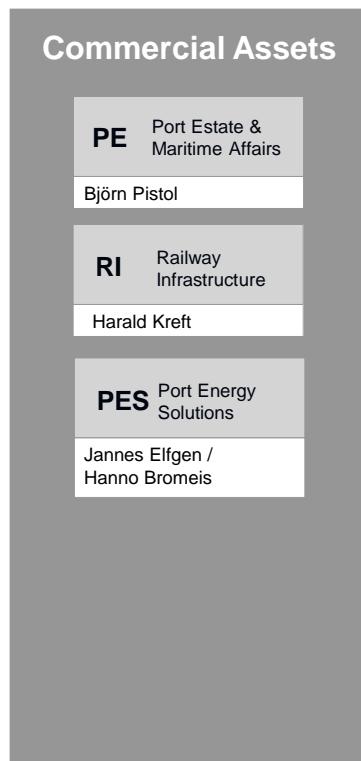 Commercial Assets
PE
Port Estate &
Maritime Affairs
Björn Pistol
RI
Railway
Infrastructure
Harald Kreft
PES
Port Energy
Solutions
Jannes Elfgen /
Hanno Bromeis